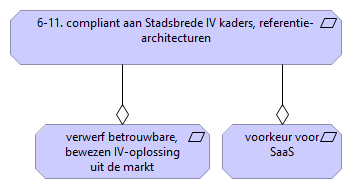 6-11. compliant aan Stadsbrede IV kaders, referentie-
architecturen
verwerf betrouwbare,
bewezen IV-oplossing
uit de markt
voorkeur voor
SaaS